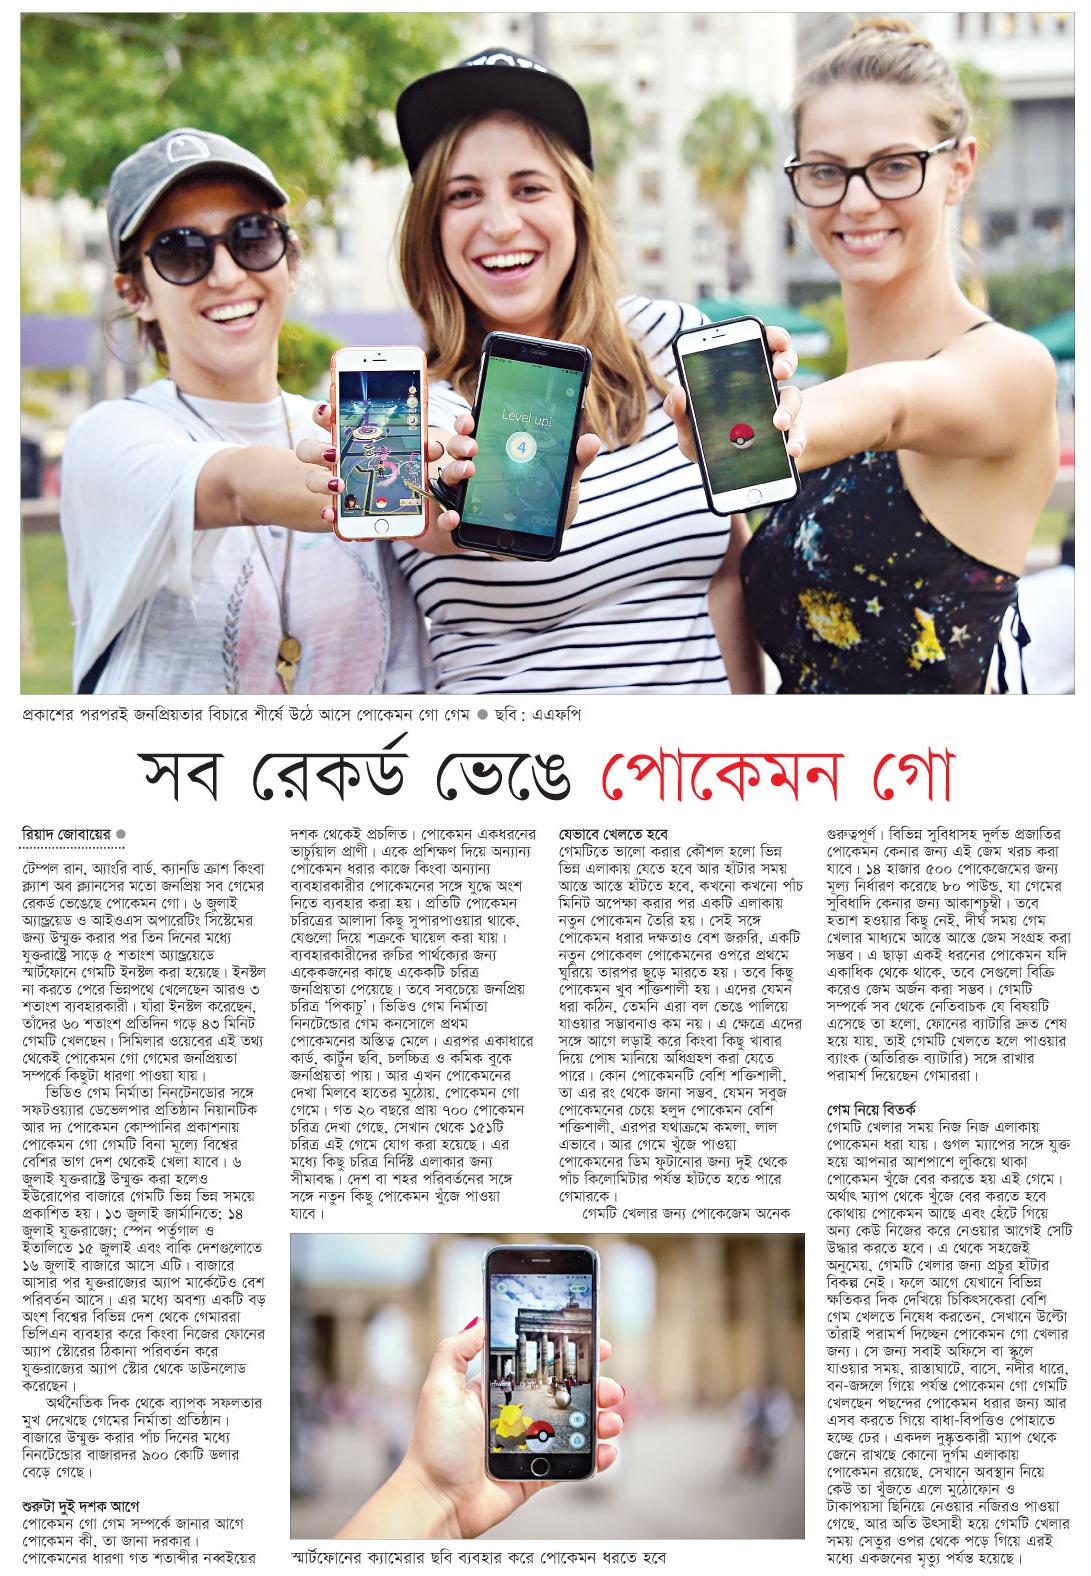 Level up!
4
প্রকাশের পরপরই জনপ্রিয়তার বিচারে শীর্ষে উঠে আসে পোকেমন গো গেম ● ছবি : এএফপি
সব রেকর্ড ভেঙে পোকেমন গো
রিয়াদ জোবায়ের ●
টেম্পল রান, অ্যাংরি বার্ড, ক্যানডি ক্রাশ কিংবা
ক্ল্যাশ অব ক্ল্যানসের মতো জনপ্রিয় সব গেমের
রেকর্ড ভেঙেছে পোকেমন গো। ৬ জুলাই
অ্যান্ড্রয়েড ও আইওএস অপারেটিং সিস্টেমের
জন্য উন্মুক্ত করার পর তিন দিনের মধ্যে
যুক্তরাষ্ট্রে সাড়ে ৫ শতাংশ অ্যান্ড্রয়েডে
স্মার্টফোনে গেমটি ইনস্টল করা হয়েছে। ইনস্টল
না করতে পেরে ভিন্নপথে খেলেছেন আরও ৩
শতাংশ ব্যবহারকারী। যাঁরা ইনস্টল করেছেন,
তাঁদের ৬০ শতাংশ প্রতিদিন গড়ে ৪৩ মিনিট
গেমটি খেলছেন। সিমিলার ওয়েবের এই তথ্য
থেকেই পোকেমন গো গেমের জনপ্রিয়তা
সম্পর্কে কিছুটা ধারণা পাওয়া যায়।
ভিডিও গেম নির্মাতা নিনটেনডোর সঙ্গে
সফটওয়্যার ডেভেলপার প্রতিষ্ঠান নিয়ানটিক
আর দ্য পোকেমন কোম্পানির প্রকাশনায়
পোকেমন গো গেমটি বিনা মূল্যে বিশ্বের
বেশির ভাগ দেশ থেকেই খেলা যাবে। ৬
জুলাই যুক্তরাষ্ট্রে উন্মুক্ত করা হলেও
ইউরোপের বাজারে গেমটি ভিন্ন ভিন্ন সময়ে
প্রকাশিত হয়। ১৩ জুলাই জার্মানিতে; ১৪
জুলাই যুক্তরাজ্যে; স্পেন পর্তুগাল ও
ইতালিতে ১৫ জুলাই এবং বাকি দেশগুলোতে
১৬ জুলাই বাজারে আসে এটি। বাজারে
আসার পর যুক্তরাজ্যের অ্যাপ মার্কেটেও বেশ
পরিবর্তন আসে। এর মধ্যে অবশ্য একটি বড়
অংশ বিশ্বের বিভিন্ন দেশ থেকে গেমাররা
ভিপিএন ব্যবহার করে কিংবা নিজের ফোনের
অ্যাপ স্টোরের ঠিকানা পরিবর্তন করে
যুক্তরাজ্যের অ্যাপ স্টোর থেকে ডাউনলোড
করেছেন।
অর্থনৈতিক দিক থেকে ব্যাপক সফলতার
মুখ দেখেছে গেমের নির্মাতা প্রতিষ্ঠান।
বাজারে উন্মুক্ত করার পাঁচ দিনের মধ্যে
নিনটেন্ডোর বাজারদর ৯০০ কোটি ডলার
বেড়ে গেছে।
শুরুটা দুই দশক আগে
পোকেমন গো গেম সম্পর্কে জানার আগে
পোকেমন কী, তা জানা দরকার।
পোকেমনের ধারণা গত শতাব্দীর নব্বইয়ের
দশক থেকেই প্রচলিত। পোকেমন একধরনের
ভার্চ্যুয়াল প্রাণী। একে প্রশিক্ষণ দিয়ে অন্যান্য
পোকেমন ধরার কাজে কিংবা অন্যান্য
ব্যবহারকারীর পোকেমনের সঙ্গে যুদ্ধে অংশ
নিতে ব্যবহার করা হয়। প্রতিটি পোকেমন
চরিত্রের আলাদা কিছু সুপারপাওয়ার থাকে,
যেগুলো দিয়ে শত্রুকে ঘায়েল করা যায়।
ব্যবহারকারীদের রুচির পার্থক্যের জন্য
একেকজনের কাছে একেকটি চরিত্র
জনপ্রিয়তা পেয়েছে। তবে সবচেয়ে জনপ্রিয়
চরিত্র ‘পিকাচু’। ভিডিও গেম নির্মাতা
নিনটেন্ডোর গেম কনসোলে প্রথম
পোকেমনের অস্তিত্ব মেলে। এরপর একাধারে
কার্ড, কার্টুন ছবি, চলচ্চিত্র ও কমিক বুকে
জনপ্রিয়তা পায়। আর এখন পোকেমনের
দেখা মিলবে হাতের মুঠোয়, পোকেমন গো
গেমে। গত ২০ বছরে প্রায় ৭০০ পোকেমন
চরিত্র দেখা গেছে, সেখান থেকে ১৫১টি
চরিত্র এই গেমে যোগ করা হয়েছে। এর
মধ্যে কিছু চরিত্র নির্দিষ্ট এলাকার জন্য
সীমাবদ্ধ। দেশ বা শহর পরিবর্তনের সঙ্গে
সঙ্গে নতুন কিছু পোকেমন খুঁজে পাওয়া
যাবে।
যেভাবে খেলতে হবে
গেমটিতে ভালো করার কৌশল হলো ভিন্ন
ভিন্ন এলাকায় যেতে হবে আর হাঁটার সময়
আস্তে আস্তে হাঁটতে হবে, কখনো কখনো পাঁচ
মিনিট অপেক্ষা করার পর একটি এলাকায়
নতুন পোকেমন তৈরি হয়। সেই সঙ্গে
পোকেমন ধরার দক্ষতাও বেশ জরুরি, একটি
নতুন পোকেবল পোকেমনের ওপরে প্রথমে
ঘুরিয়ে তারপর ছুড়ে মারতে হয়। তবে কিছু
পোকেমন খুব শক্তিশালী হয়। এদের যেমন
ধরা কঠিন, তেমনি এরা বল ভেঙে পালিয়ে
যাওয়ার সম্ভাবনাও কম নয়। এ ক্ষেত্রে এদের
সঙ্গে আগে লড়াই করে কিংবা কিছু খাবার
দিয়ে পোষ মানিয়ে অধিগ্রহণ করা যেতে
পারে। কোন পোকেমনটি বেশি শক্তিশালী,
তা এর রং থেকে জানা সম্ভব, যেমন সবুজ
পোকেমনের চেয়ে হলুদ পোকেমন বেশি
শক্তিশালী, এরপর যথাক্রমে কমলা, লাল
এভাবে। আর গেমে খুঁজে পাওয়া
পোকেমনের ডিম ফুটানোর জন্য দুই থেকে
পাঁচ কিলোমিটার পর্যন্ত হাঁটতে হতে পারে
গেমারকে।
গেমটি খেলার জন্য পোকেজেম অনেক
গুরুত্বপূর্ণ। বিভিন্ন সুবিধাসহ দুর্লভ প্রজাতির
পোকেমন কেনার জন্য এই জেম খরচ করা
যাবে। ১৪ হাজার ৫০০ পোকেজেমের জন্য
মূল্য নির্ধারণ করেছে ৮০ পাউন্ড, যা গেমের
সুবিধাদি কেনার জন্য আকাশচুম্বী। তবে
হতাশ হওয়ার কিছু নেই, দীর্ঘ সময় গেম
খেলার মাধ্যমে আস্তে আস্তে জেম সংগ্রহ করা
সম্ভব। এ ছাড়া একই ধরনের পোকেমন যদি
একাধিক থেকে থাকে, তবে সেগুলো বিক্রি
করেও জেম অর্জন করা সম্ভব। গেমটি
সম্পর্কে সব থেকে নেতিবাচক যে বিষয়টি
এসেছে তা হলো, ফোনের ব্যাটারি দ্রুত শেষ
হয়ে যায়, তাই গেমটি খেলতে হলে পাওয়ার
ব্যাংক (অতিরিক্ত ব্যাটারি) সঙ্গে রাখার
পরামর্শ দিয়েছেন গেমাররা।
গেম নিয়ে বিতর্ক
গেমটি খেলার সময় নিজ নিজ এলাকায়
পোকেমন ধরা যায়। গুগল ম্যাপের সঙ্গে যুক্ত
হয়ে আপনার আশপাশে লুকিয়ে থাকা
পোকেমন খুঁজে বের করতে হয় এই গেমে।
অর্থাৎ ম্যাপ থেকে খুঁজে বের করতে হবে
কোথায় পোকেমন আছে এবং হেঁটে গিয়ে
অন্য কেউ নিজের করে নেওয়ার আগেই সেটি
উদ্ধার করতে হবে। এ থেকে সহজেই
অনুমেয়, গেমটি খেলার জন্য প্রচুর হাঁটার
বিকল্প নেই। ফলে আগে যেখানে বিভিন্ন
ক্ষতিকর দিক দেখিয়ে চিকিৎসকেরা বেশি
গেম খেলতে নিষেধ করতেন, সেখানে উল্টো
তাঁরাই পরামর্শ দিচ্ছেন পোকেমন গো খেলার
জন্য। সে জন্য সবাই অফিসে বা স্কুলে
যাওয়ার সময়, রাস্তাঘাটে, বাসে, নদীর ধারে,
বন-জঙ্গলে গিয়ে পর্যন্ত পোকেমন গো গেমটি
খেলছেন পছন্দের পোকেমন ধরার জন্য আর
এসব করতে গিয়ে বাধা-বিপত্তিও পোহাতে
হচ্ছে ঢের। একদল দুষ্কৃতকারী ম্যাপ থেকে
জেনে রাখছে কোনো দুর্গম এলাকায়
পোকেমন রয়েছে, সেখানে অবস্থান নিয়ে
কেউ তা খুঁজতে এলে মুঠোফোন ও
টাকাপয়সা ছিনিয়ে নেওয়ার নজিরও পাওয়া
গেছে, আর অতি উৎসাহী হয়ে গেমটি খেলার
সময় সেতুর ওপর থেকে পড়ে গিয়ে এরই
মধ্যে একজনের মৃত্যু পর্যন্ত হয়েছে।
স্মার্টফোনের ক্যামেরার ছবি ব্যবহার করে পোকেমন ধরতে হবে